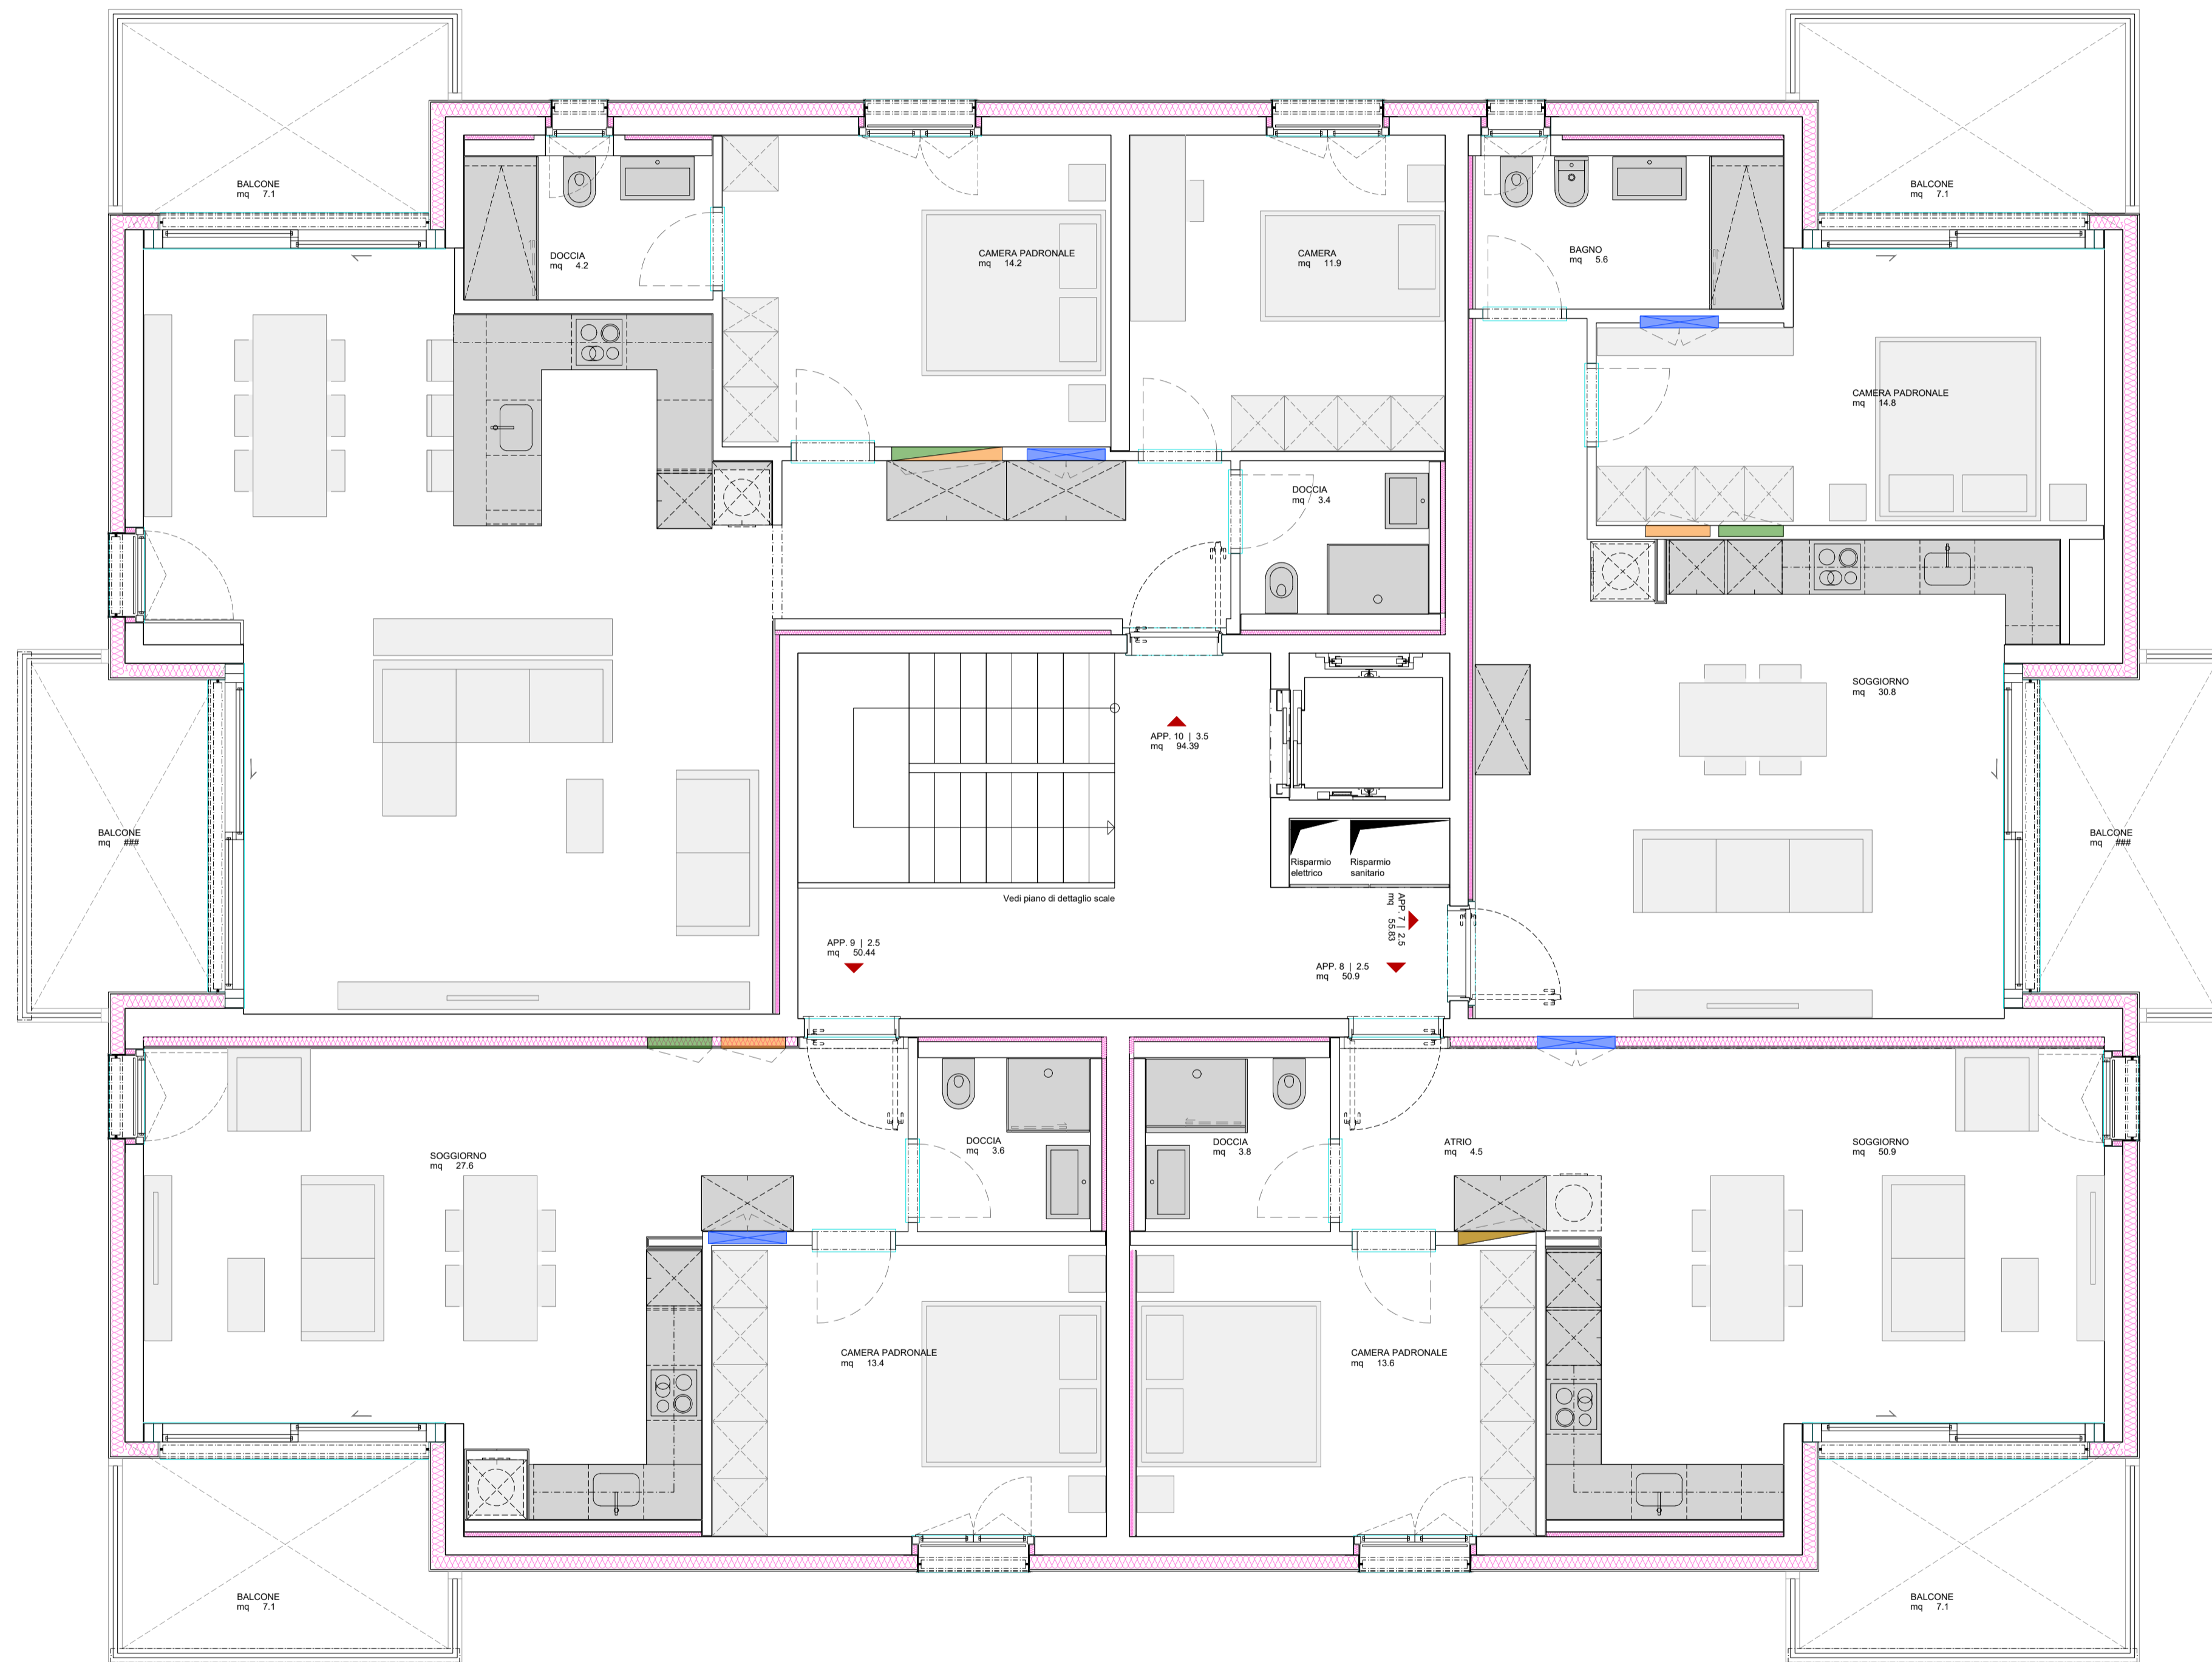 BALCONE
mq 7.1
BALCONE
mq 7.1
DOCCIA
mq 4.2
CAMERA PADRONALE
mq 14.2
CAMERA
mq 11.9
BAGNO
mq 5.6
CAMERA PADRONALE
mq 14.8
DOCCIA
mq 3.4
SOGGIORNO
mq 30.8
APP. 10 | 3.5
mq 94.39
BALCONE
mq ###
BALCONE
mq ###
Risparmio
elettrico
Risparmio
sanitario
Vedi piano di dettaglio scale
APP. 7 | 2.5
mq 55.83
APP. 9 | 2.5
mq 50.44
APP. 8 | 2.5
mq 50.9
SOGGIORNO
mq 27.6
DOCCIA
mq 3.6
DOCCIA
mq 3.8
ATRIO
mq 4.5
SOGGIORNO
mq 50.9
CAMERA PADRONALE
mq 13.4
CAMERA PADRONALE
mq 13.6
BALCONE
mq 7.1
BALCONE
mq 7.1